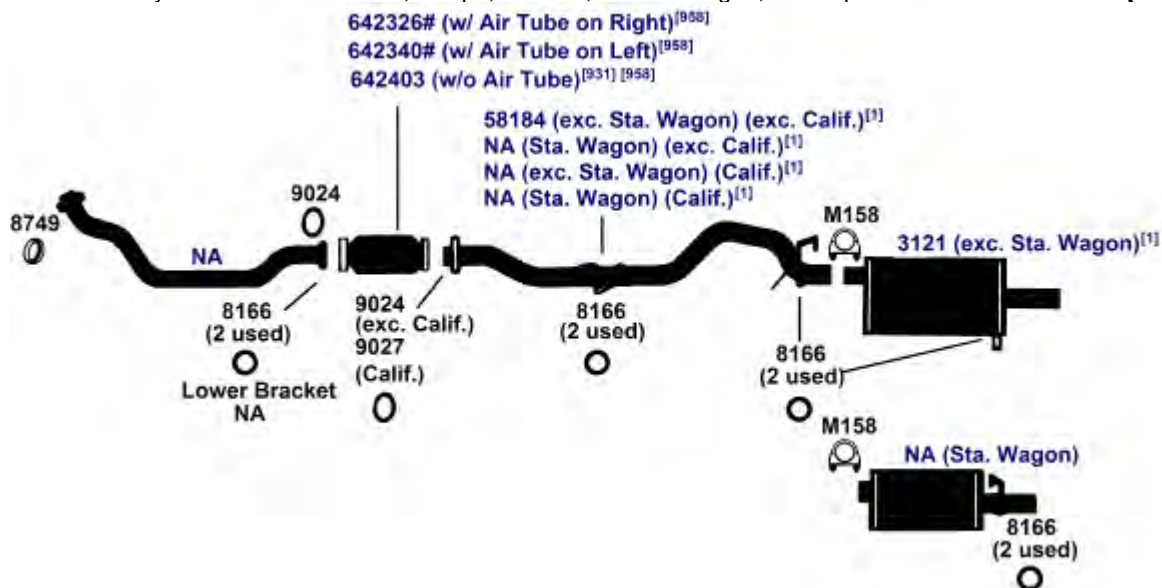 642326# (w/ Air Tube on Right)[958]
642340# (w/ Air Tube on Left)[958]
642403 (w/o Air Tube)[931] [958]
58184 (exc. Sta. Wagon) (exc. Calif.)[1]
NA (Sta. Wagon) (exc. Calif.)[1]
NA (exc. Sta. Wagon) (Calif.)[1]
NA (Sta. Wagon) (Calif.)[1]
9024
8749
NA
M158
3121 (exc. Sta. Wagon)[1]
8166
(2 used)
Lower Bracket
NA
9024
(exc. Calif.)
9027
(Calif.)
8166
(2 used)
8166
(2 used)
M158
NA (Sta. Wagon)
8166
(2 used)